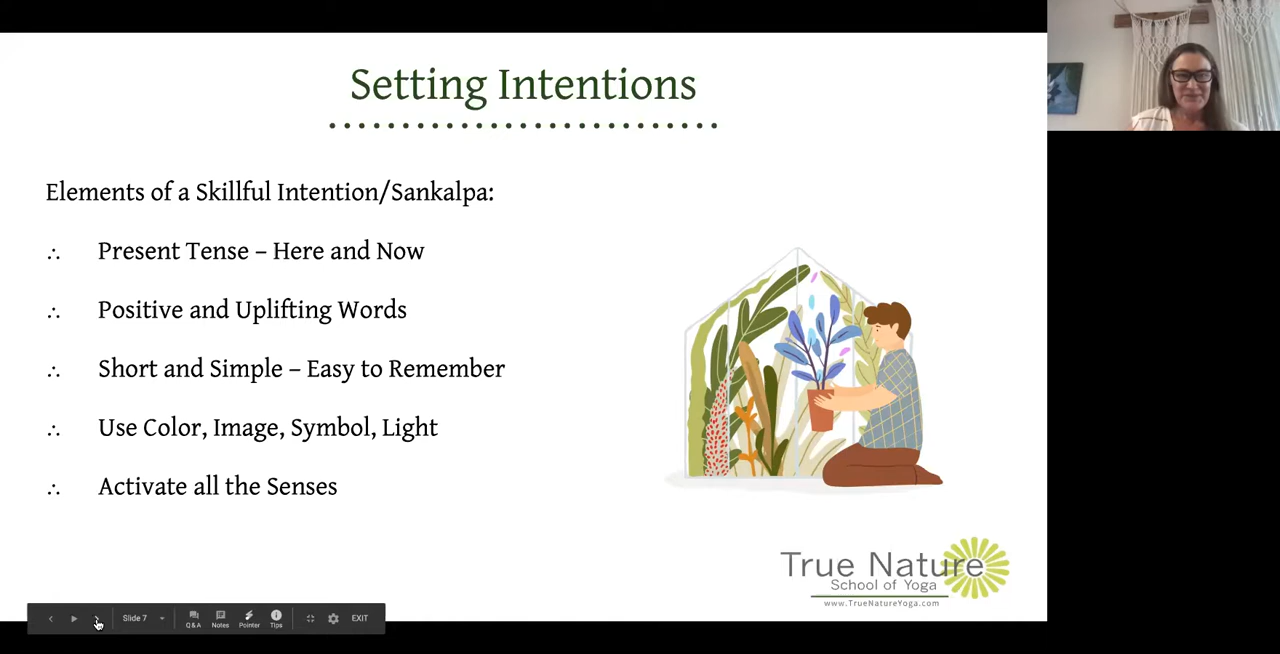 Setting Intentions
Elements of a Skillful Intention/Sankalpa:
∴ Present Tense – Here and Now
∴ Positive and Uplifting Words
∴ Short and Simple – Easy to Remember
∴ Use Color, Image, Symbol, Light
∴ Activate all the Senses
True Nature
School of Yoga
www.TrueNatureYoga.com
Slide 7
Q&A Notes Pointer Tips EXIT